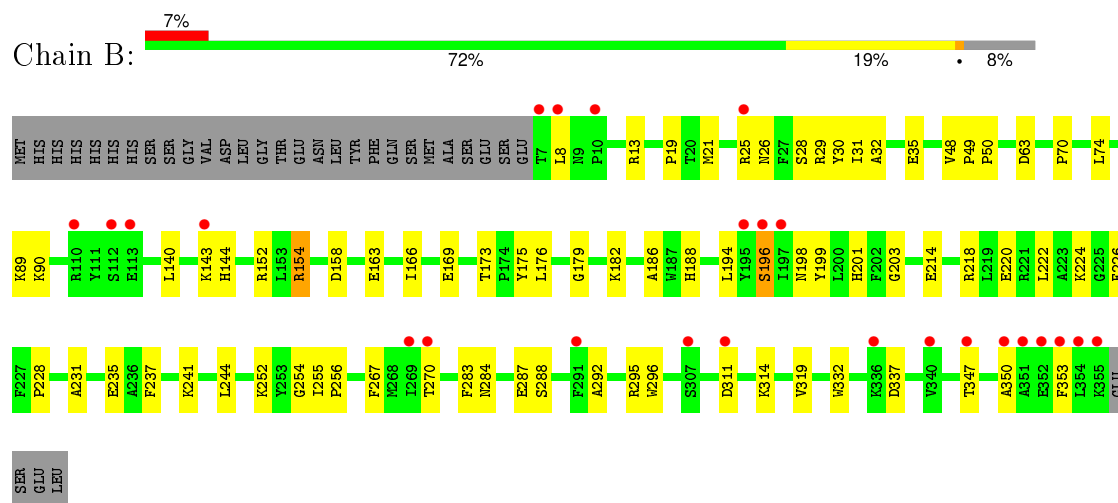 7%
Chain B:
72% 19% • 8%
MET HIS HIS HIS HIS HIS HIS SER SER GLY VAL ASP LEU GLY THR GLU ASN LEU TYR PHE GLN SER MET ALA SER GLU SER GLU T7 L8 N9 P10 R13 P19 T20 M21 R25 N26 F27 S28 R29 Y30 I31 A32 E35 V48 P49 P50 D63 P70 L74
K89 K90 R110 Y111 S112 E113 L140 K143 H144 R152 L153 R154 D158 E163 I166 E169 T173 P174 Y175 L176 G179 K182 A186 W187 H188 L194 Y195 S196 I197 N198 Y199 L200 H201 F202 G203 E214 R218 L219 F220 R221 L222 A223 K224 G225 E226
F227 P228 A231 E235 A236 F237 K241 L244 K252 Y253 G254 I255 P256 F267 M268 I269 T270 F283 N284 E287 S288 F291 A292 R295 W296 S307 D311 K314 V319 W332 K336 D337 V340 T347 A350 A351 E352 F353 L354 K355 GLU
SER GLU LEU